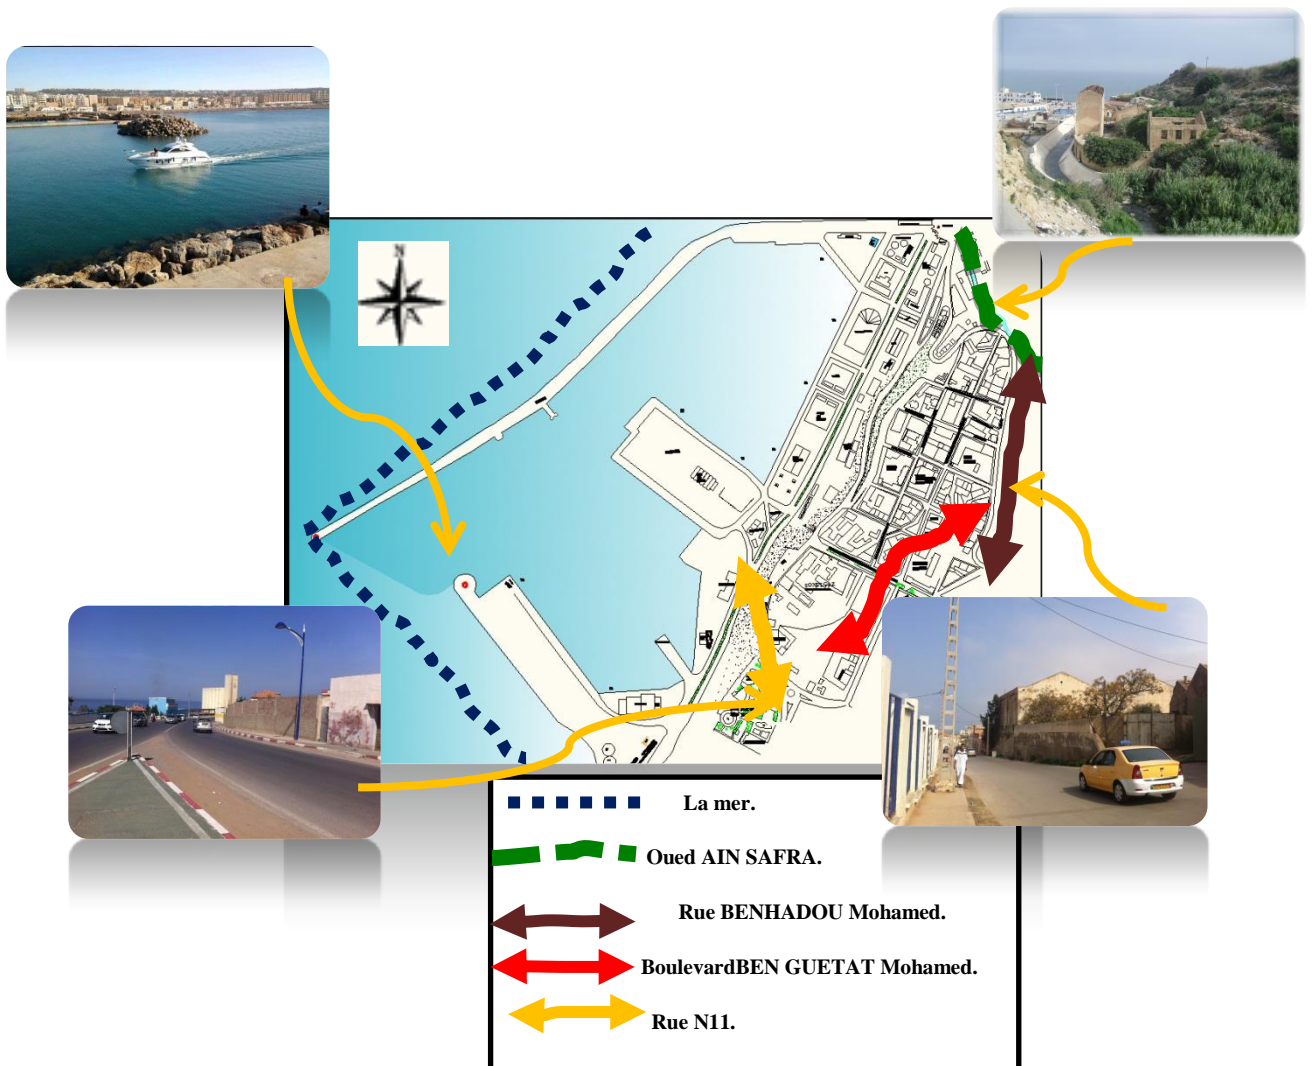 N
La mer.
Oued AIN SAFRA.
Rue BENHADOU Mohamed.
BoulevardBEN GUETAT Mohamed.
Rue N11.